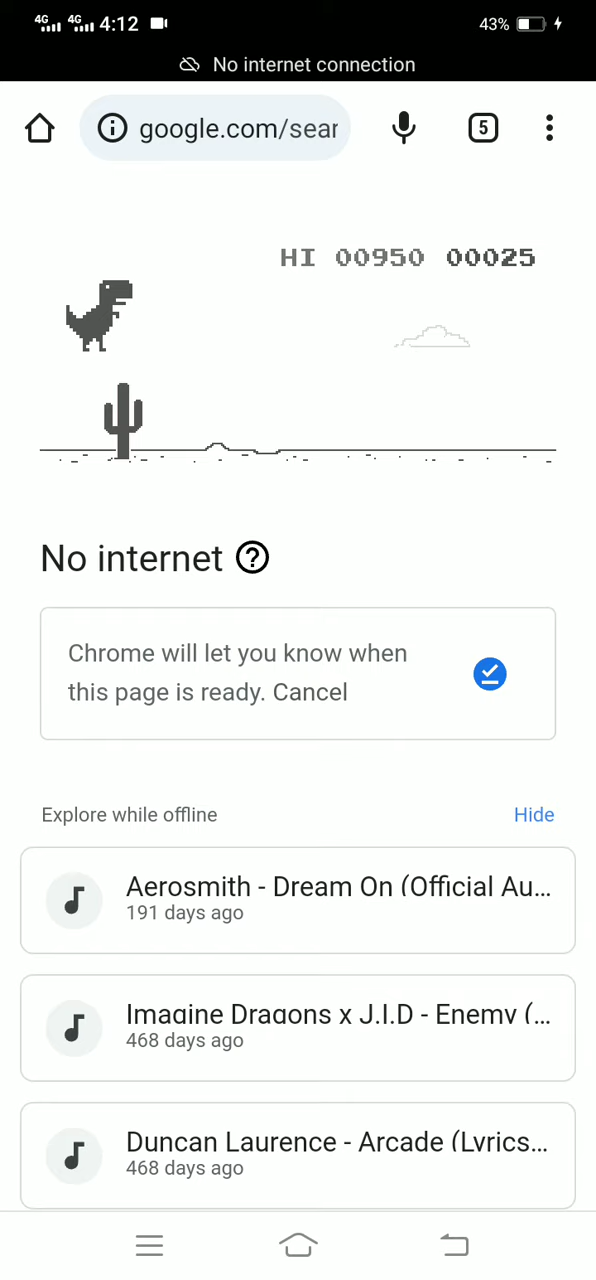 4G 4G 4:12 43%
No internet connection
google.com/sear
5
HI 00950 00025
No internet
Chrome will let you know when
this page is ready. Cancel
Explore while offline Hide
Aerosmith - Dream On (Official Au...
191 days ago
Imagine Dragons x J.I.D - Enemy (...
468 days ago
Duncan Laurence - Arcade (Lyrics...
468 days ago